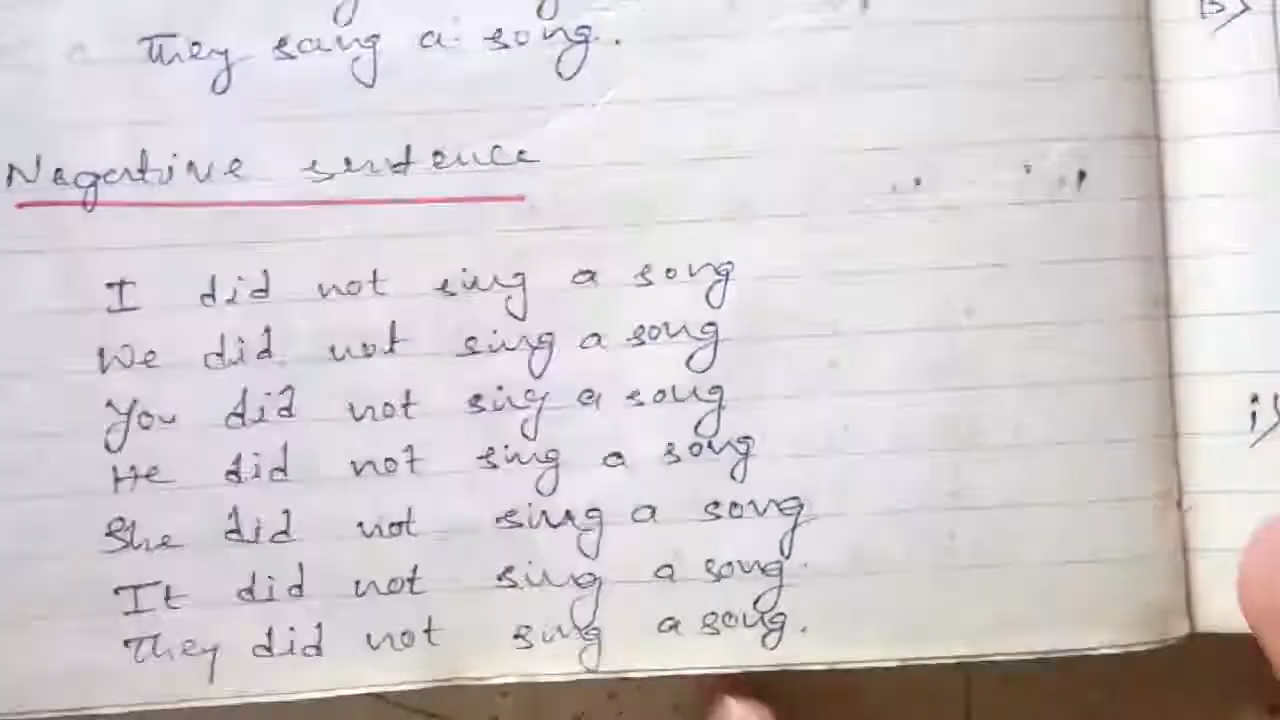 They sang a song.
Negative sentence
I did not sing a song
We did not sing a song
You did not sing a song
He did not sing a song
She did not sing a song
It did not sing a song.
They did not sing a song.
i)